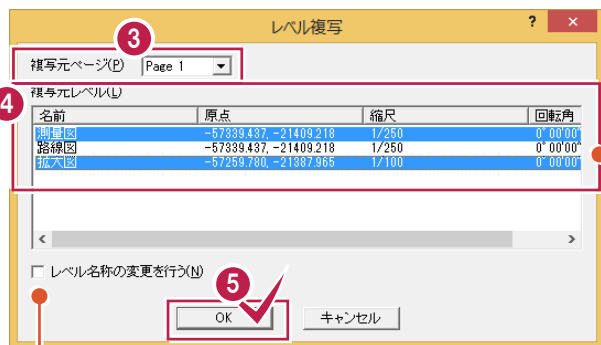 レベル複写 ? ×
3
複写元ページ(P) Page 1
4
複写元レベル(L)
名前 原点 縮尺 回転角
測量図 -57339.437, -21409.218 1/250 0°00'00"
路線図 -57339.437, -21409.218 1/250 0°00'00"
拡大図 -57259.780, -21387.965 1/100 0°00'00"
レベル名称の変更を行う(N)
5
OK キャンセル